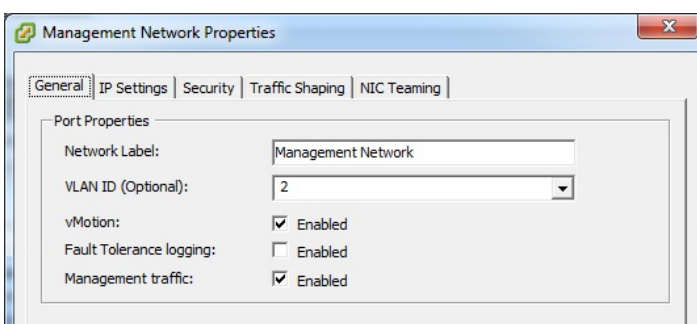 Management Network Properties
General IP Settings Security Traffic Shaping NIC Teaming
Port Properties
Network Label: Management Network
VLAN ID (Optional): 2
vMotion: Enabled
Fault Tolerance logging: Enabled
Management traffic: Enabled